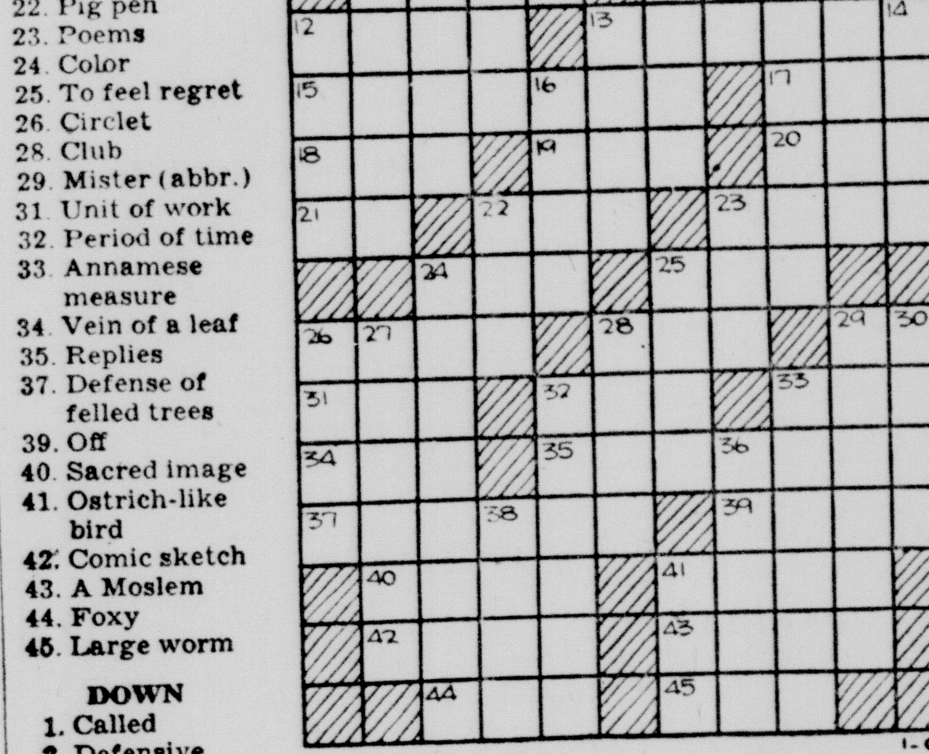 22. Pig pen
23. Poems
24. Color
25. To feel regret
26. Circlet
28. Club
29. Mister (abbr.)
31. Unit of work
32. Period of time
33. Annamese
measure
34. Vein of a leaf
35. Replies
37. Defense of
felled trees
39. Off
40. Sacred image
41. Ostrich-like
bird
42. Comic sketch
43. A Moslem
44. Foxy
45. Large worm
DOWN
1. Called
2. Defensive
12 13 14
15 16 17
18 19 20
21 22 23
24 25
26 27 28 29 30
31 32 33
34 35 36
37 38 39
40 41
42 43
44 45